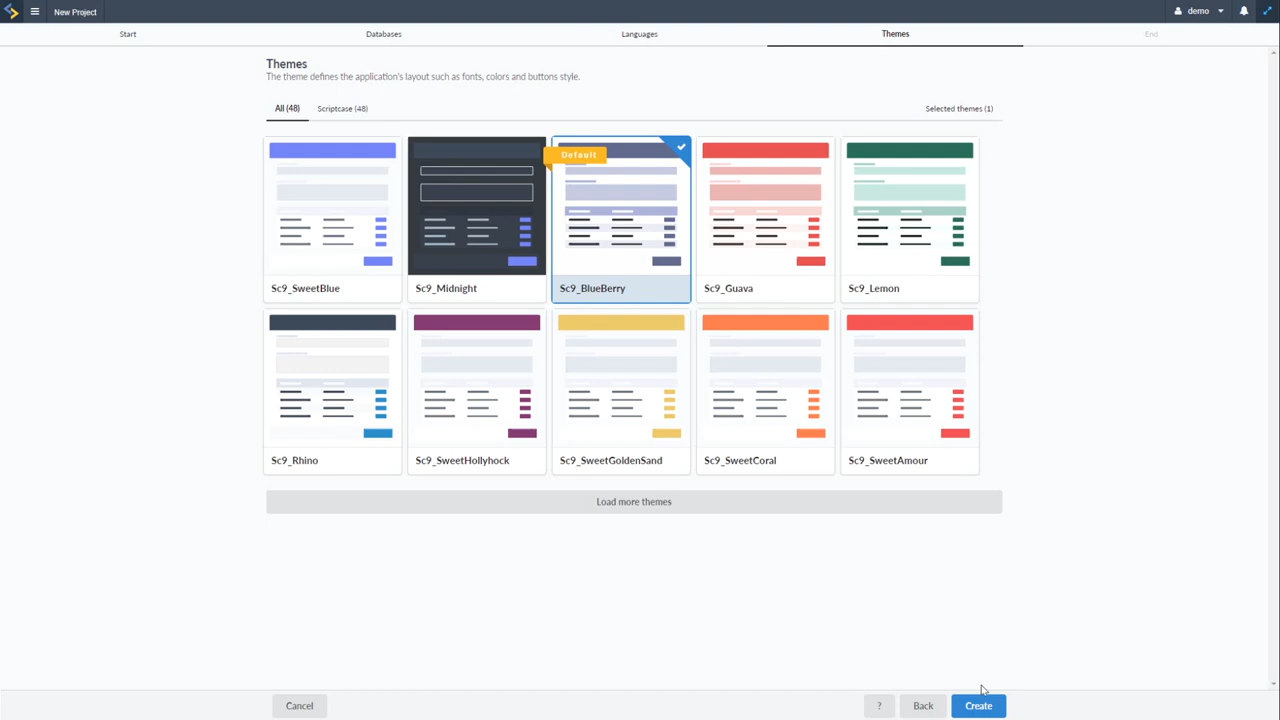 New Project
demo
Start
Databases
Languages
Themes
End
Themes
The theme defines the application's layout such as fonts, colors and buttons style.
All (48)
Scriptcase (48)
Selected themes (1)
Default
Sc9_SweetBlue
Sc9_Midnight
Sc9_BlueBerry
Sc9_Guava
Sc9_Lemon
Sc9_Rhino
Sc9_SweetHollyhock
Sc9_SweetGoldenSand
Sc9_SweetCoral
Sc9_SweetAmour
Load more themes
Cancel
?
Back
Create